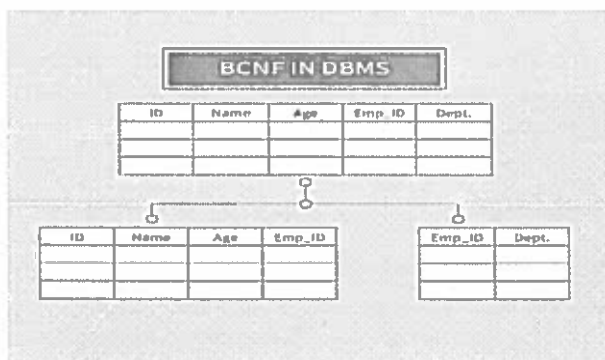 BCNF IN DBMS
ID Name Age Emp_ID Dept.
ID Name Age Emp_ID Emp_ID Dept.